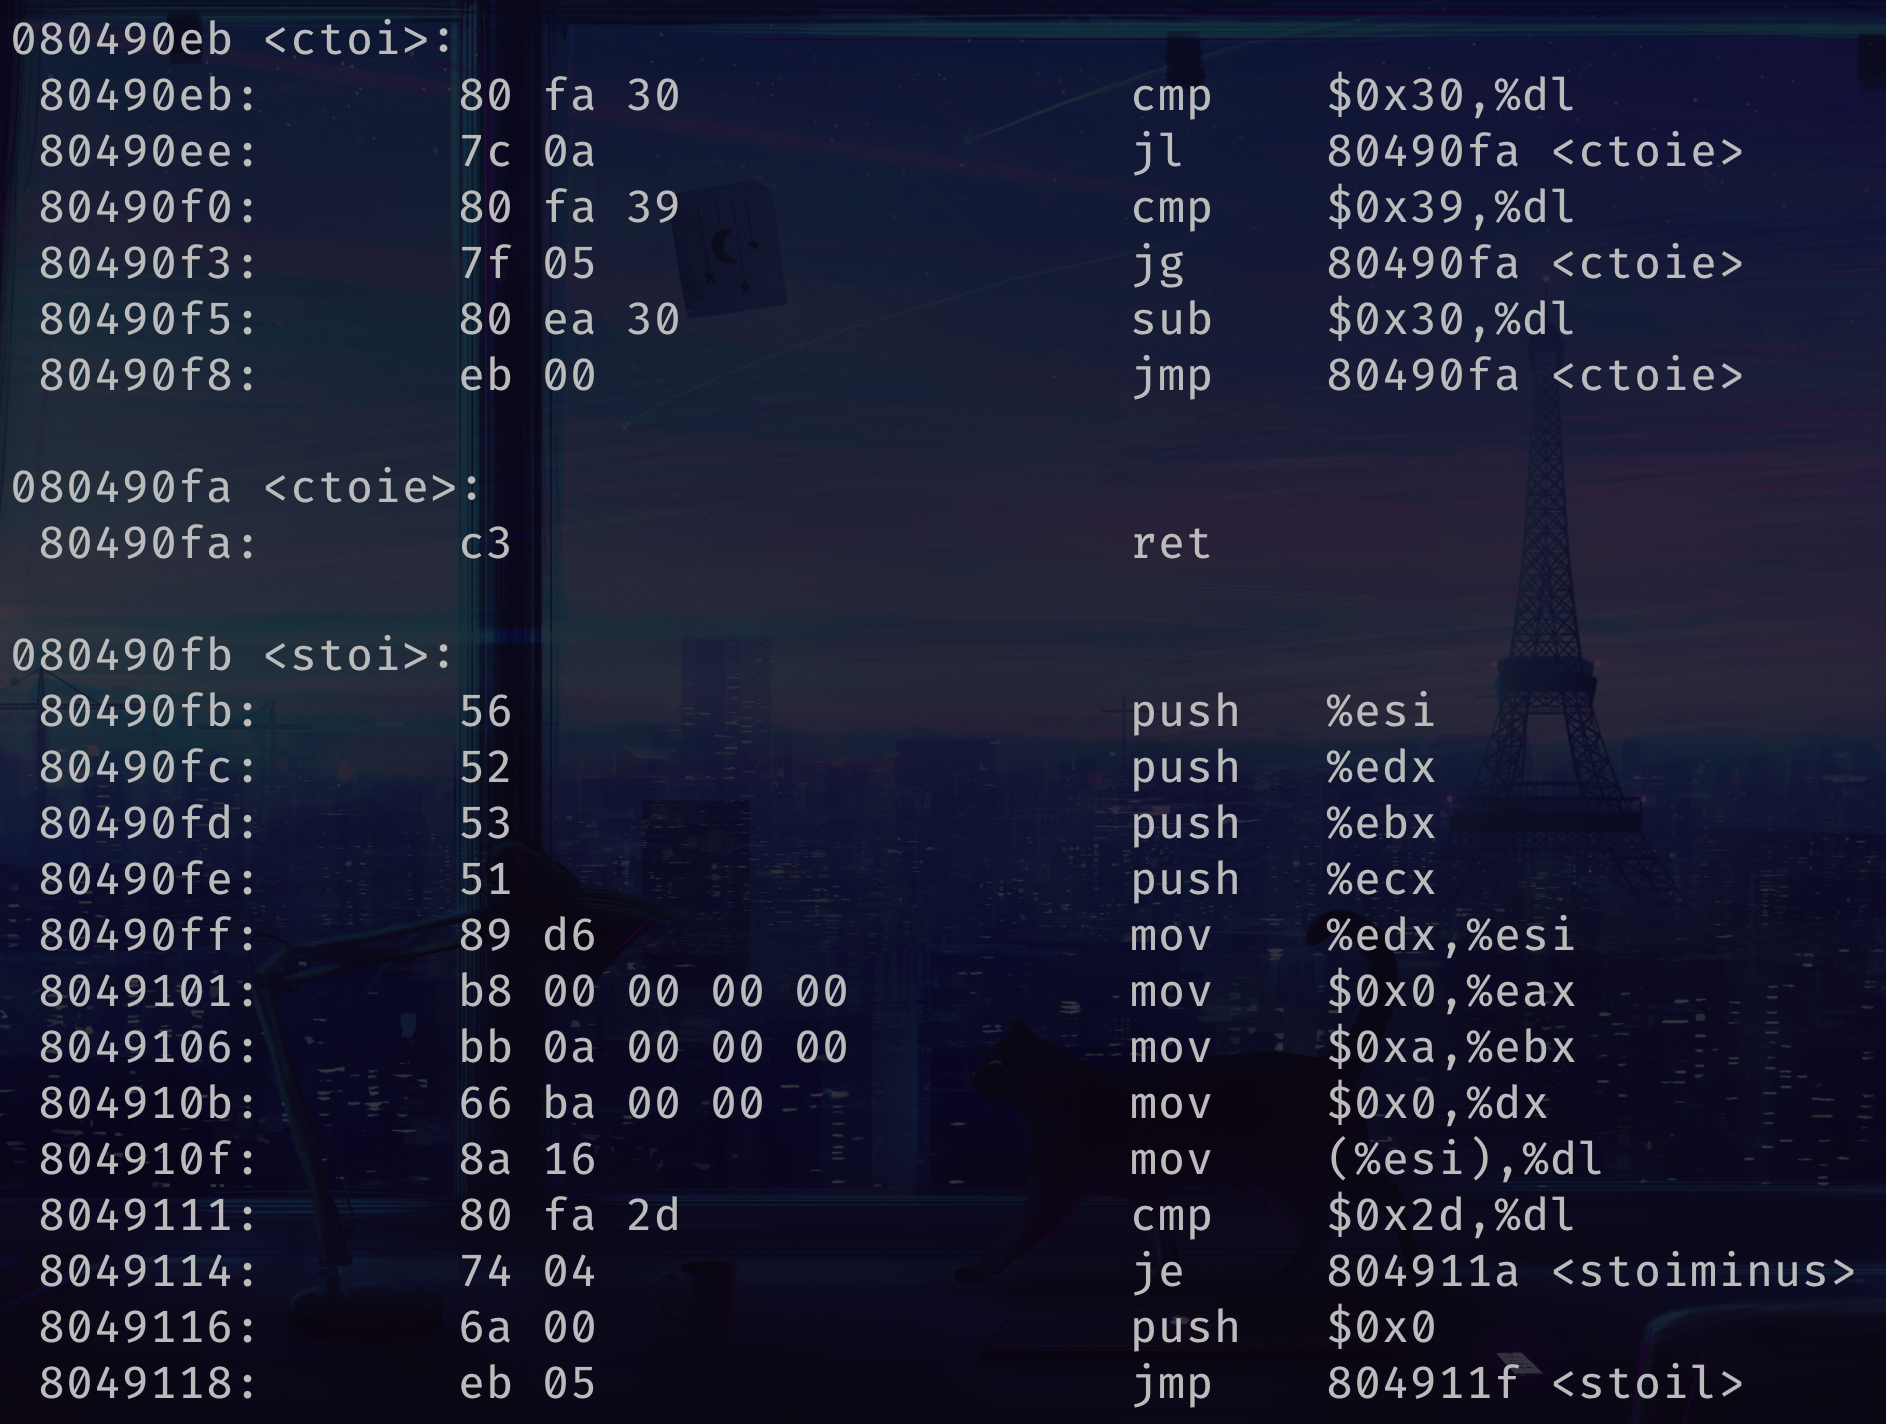 080490eb <ctoi>:
80490eb: 80 fa 30 cmp $0x30,%dl
80490ee: 7c 0a jl 80490fa <ctoie>
80490f0: 80 fa 39 cmp $0x39,%dl
80490f3: 7f 05 jg 80490fa <ctoie>
80490f5: 80 ea 30 sub $0x30,%dl
80490f8: eb 00 jmp 80490fa <ctoie>
080490fa <ctoie>:
80490fa: c3 ret
080490fb <stoi>:
80490fb: 56 push %esi
80490fc: 52 push %edx
80490fd: 53 push %ebx
80490fe: 51 push %ecx
80490ff: 89 d6 mov %edx,%esi
8049101: b8 00 00 00 00 mov $0x0,%eax
8049106: bb 0a 00 00 00 mov $0xa,%ebx
804910b: 66 ba 00 00 mov $0x0,%dx
804910f: 8a 16 mov (%esi),%dl
8049111: 80 fa 2d cmp $0x2d,%dl
8049114: 74 04 je 804911a <stoiminus>
8049116: 6a 00 push $0x0
8049118: eb 05 jmp 804911f <stoil>